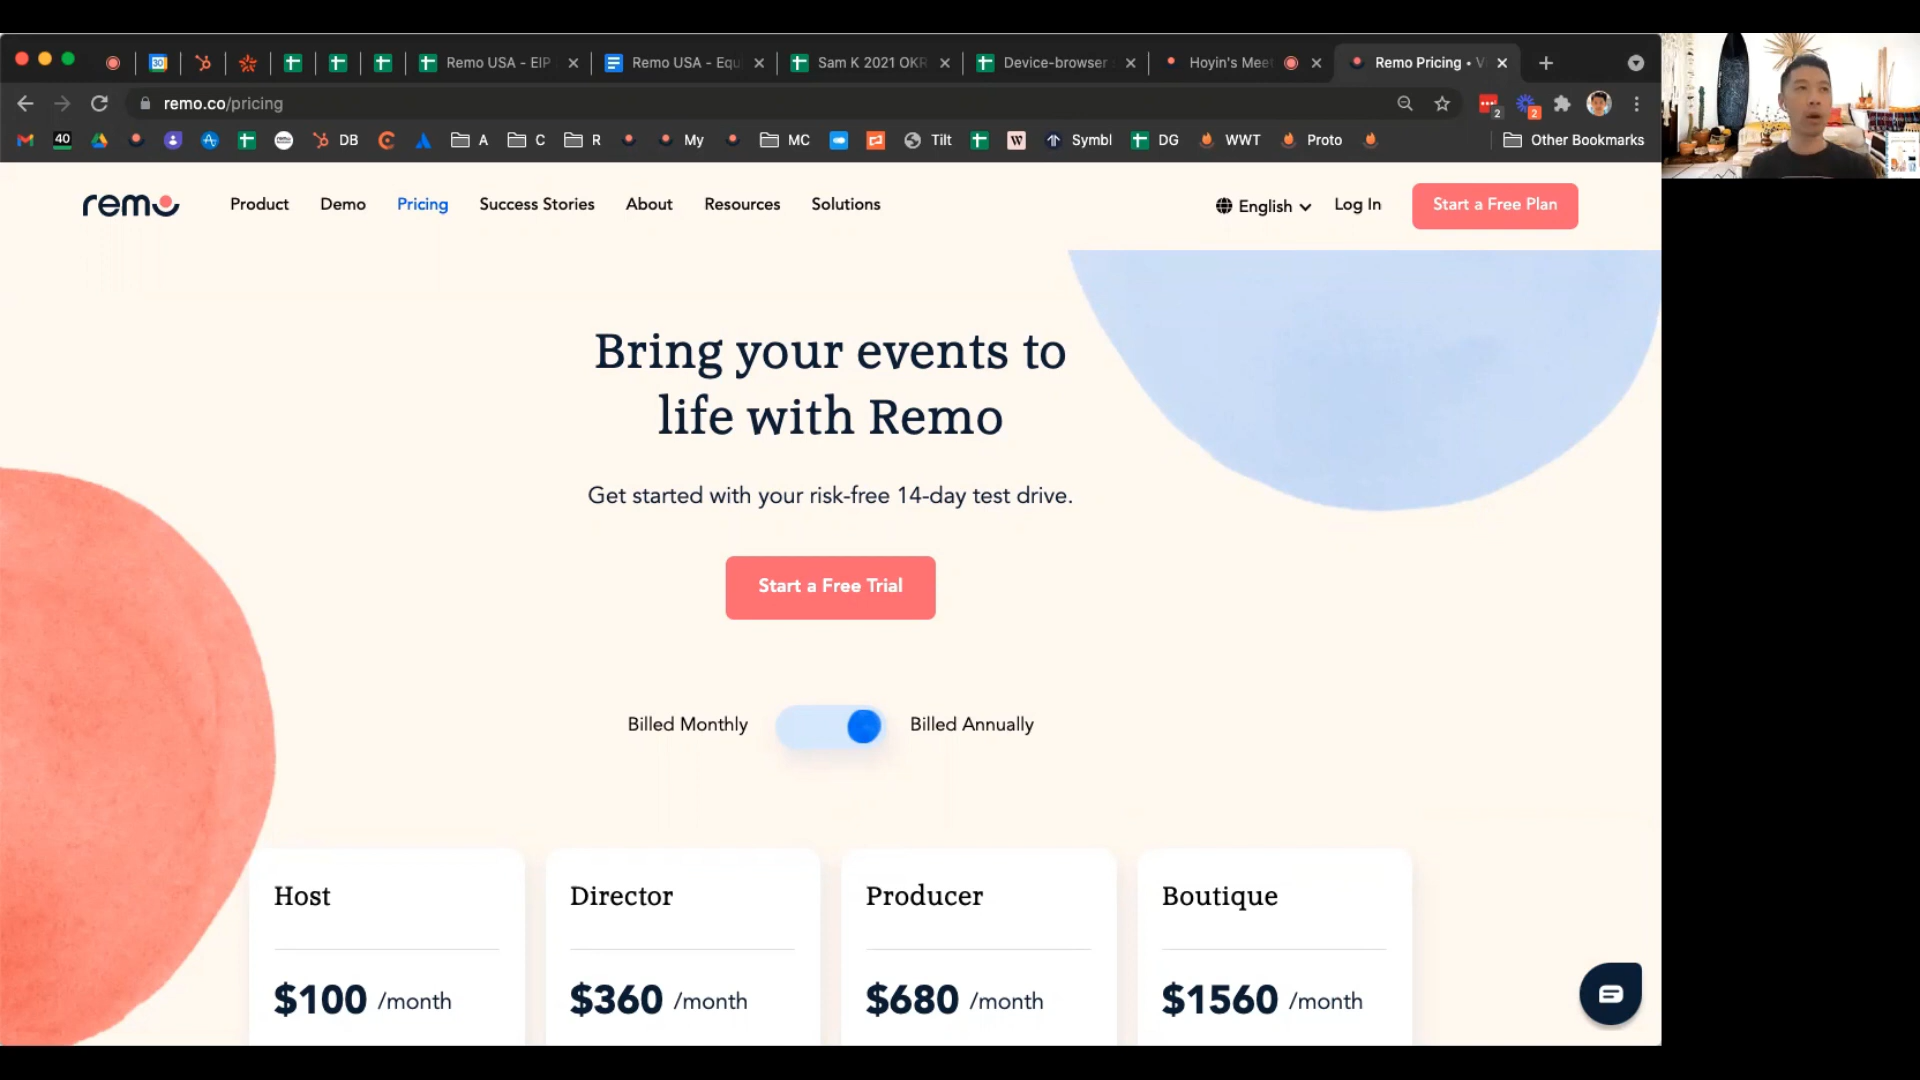 30
Remo USA - EIP
Remo USA - Equ
Sam K 2021 OKR
Device-browser
Hoyin's Meet
Remo Pricing • V
remo.co/pricing
2
2
40
DB
A
C
R
My
MC
Tilt
W
Symbl
DG
WWT
Proto
Other Bookmarks
remo
Product
Demo
Pricing
Success Stories
About
Resources
Solutions
English
Log In
Start a Free Plan
Bring your events to
life with Remo
Get started with your risk-free 14-day test drive.
Start a Free Trial
Billed Monthly
Billed Annually
Host
Director
Producer
Boutique
$100 /month
$360 /month
$680 /month
$1560 /month